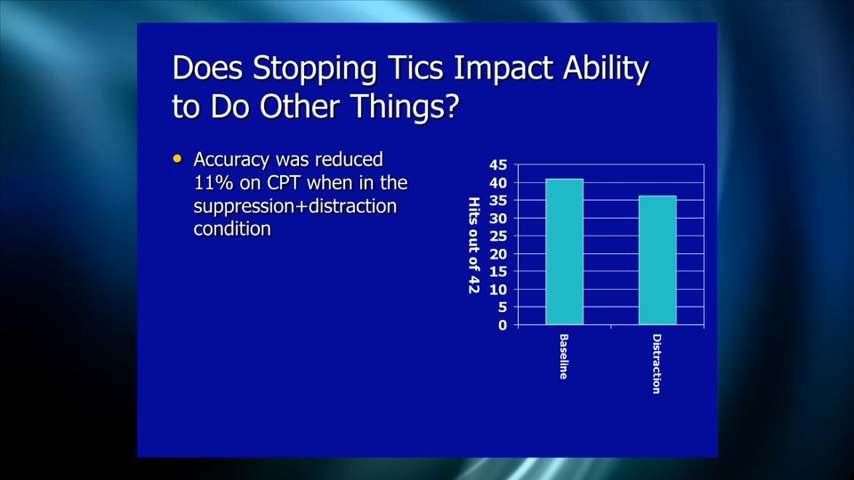 Does Stopping Tics Impact Ability
to Do Other Things?
• Accuracy was reduced
11% on CPT when in the
suppression+distraction
condition
Hits out of 42
45
40
35
30
25
20
15
10
5
0
Baseline
Distraction